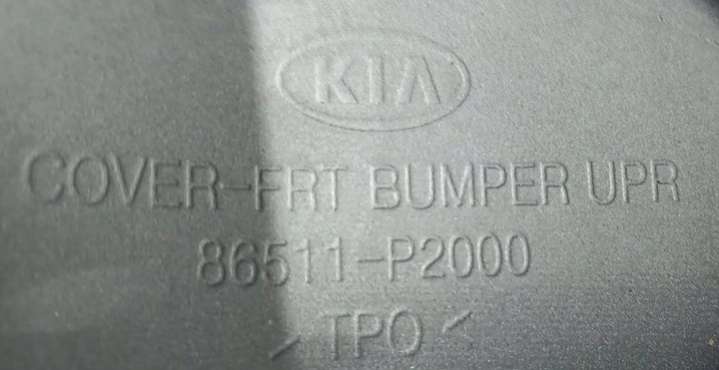 KIA
COVER-FRT BUMPER UPR
86511-P2000
> TPO <